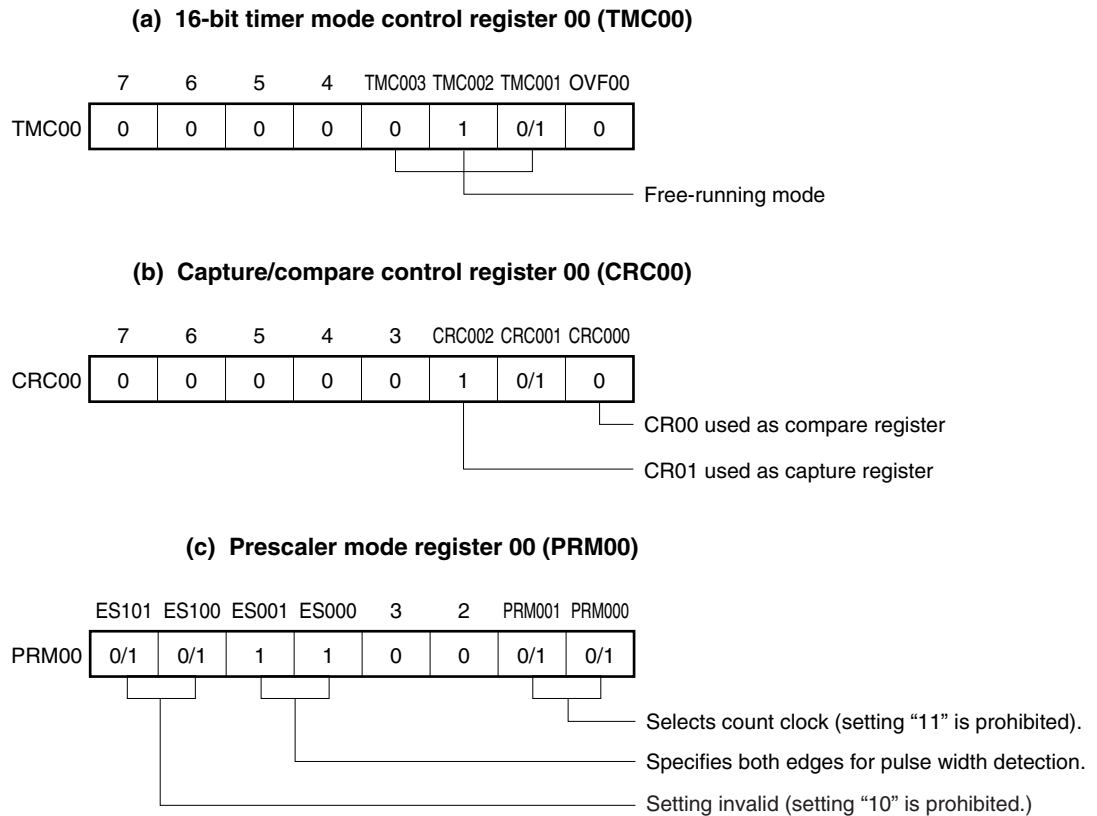 (a) 16-bit timer mode control register 00 (TMC00)
7 6 5 4 TMC003 TMC002 TMC001 OVF00
TMC00 0 0 0 0 0 1 0/1 0
Free-running mode
(b) Capture/compare control register 00 (CRC00)
7 6 5 4 3 CRC002 CRC001 CRC000
CRC00 0 0 0 0 0 1 0/1 0
CR00 used as compare register
CR01 used as capture register
(c) Prescaler mode register 00 (PRM00)
ES101 ES100 ES001 ES000 3 2 PRM001 PRM000
PRM00 0/1 0/1 1 1 0 0 0/1 0/1
Selects count clock (setting “11” is prohibited).
Specifies both edges for pulse width detection.
Setting invalid (setting “10” is prohibited.)